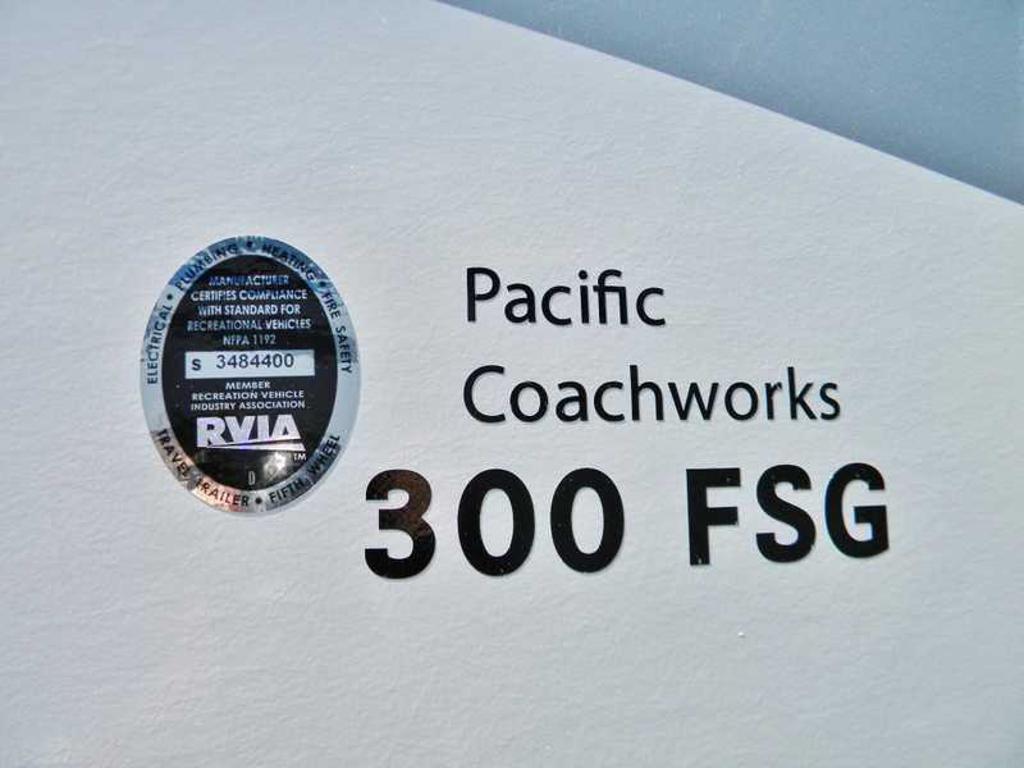 ELECTRICAL • PLUMBING • HEATING • FIRE SAFETY
MANUFACTURER
CERTIFIES COMPLIANCE
WITH STANDARD FOR
RECREATIONAL VEHICLES
NFPA 1192
S 3484400
MEMBER
RECREATION VEHICLE
INDUSTRY ASSOCIATION
RVIA
TM
D
TRAVEL TRAILER • FIFTH WHEEL
Pacific
Coachworks
300 FSG